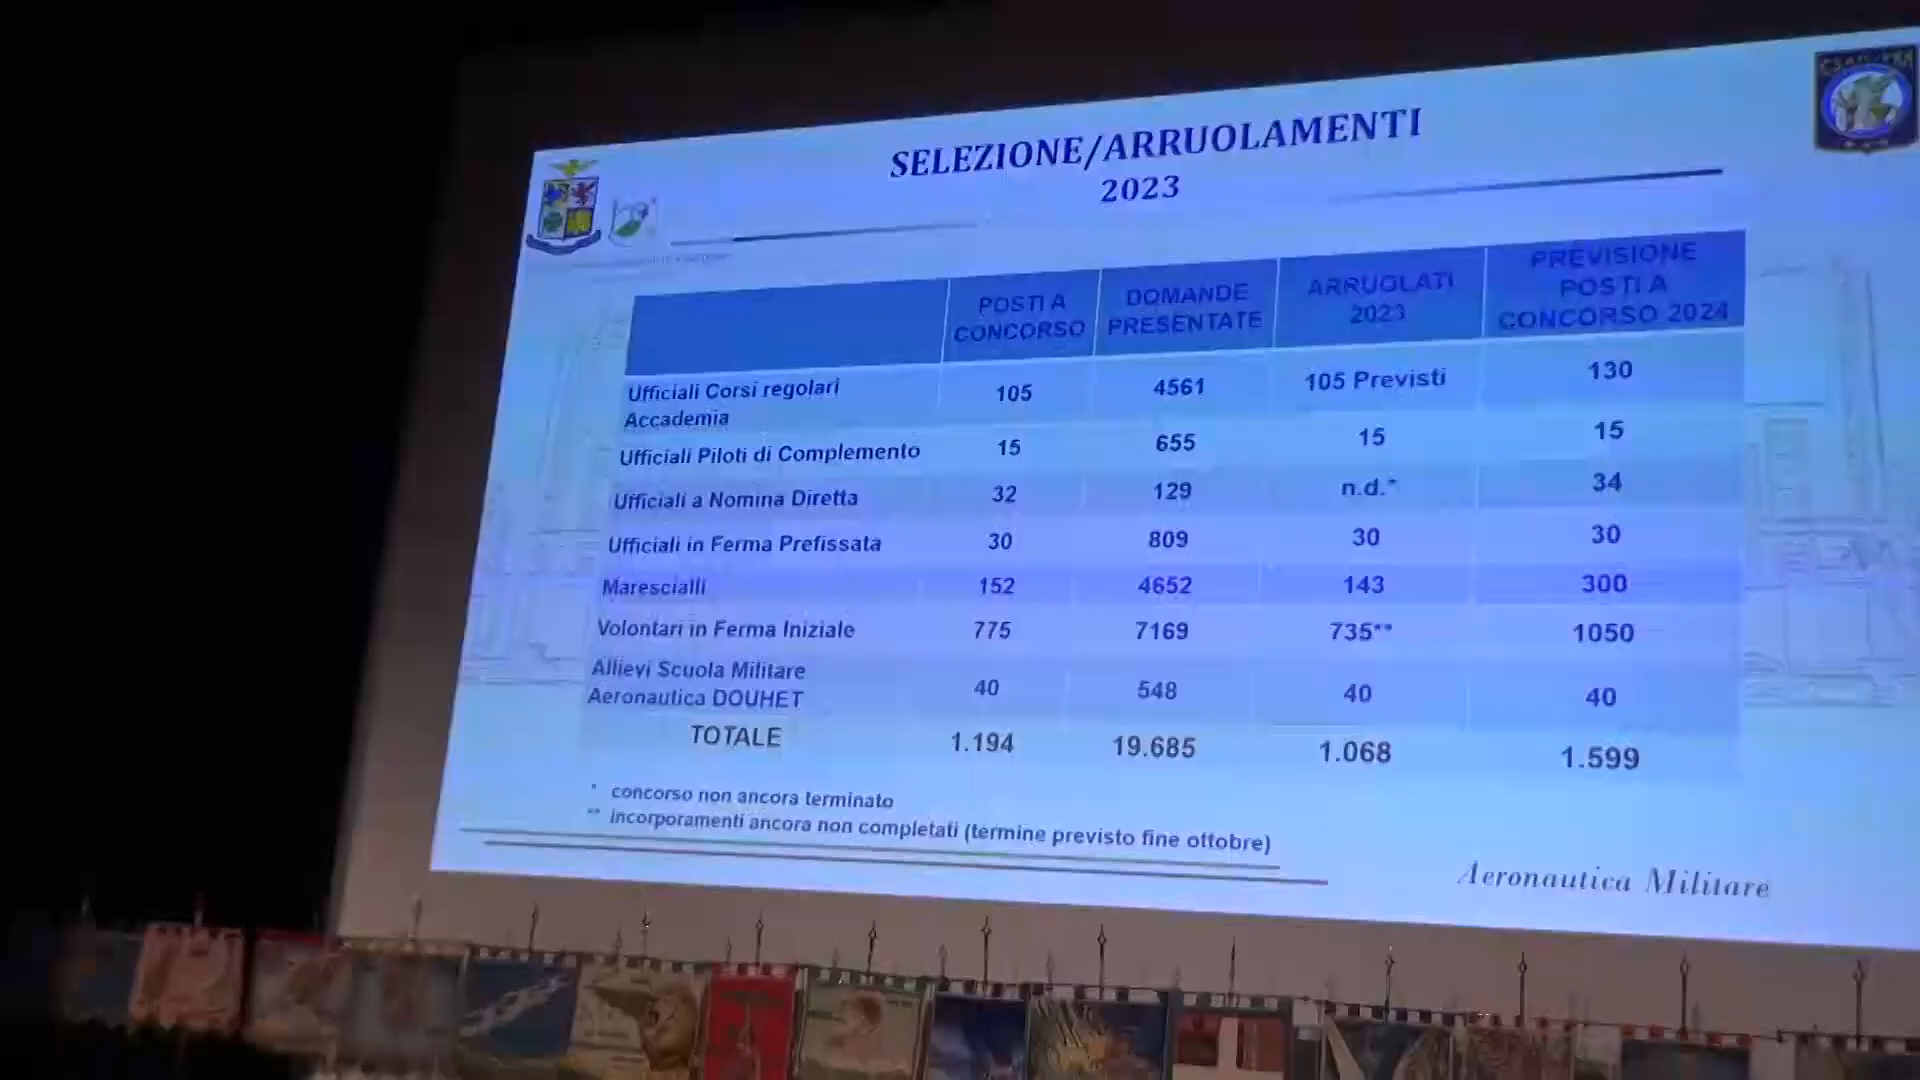 SELEZIONE/ARRUOLAMENTI
2023
POSTI A CONCORSO
DOMANDE PRESENTATE
ARRUOLATI 2023
PREVISIONE POSTI A CONCORSO 2024
Ufficiali Corsi regolari Accademia 105 4561 105 Previsti 130
Ufficiali Piloti di Complemento 15 655 15 15
Ufficiali a Nomina Diretta 32 129 n.d.* 34
Ufficiali in Ferma Prefissata 30 809 30 30
Marescialli 152 4652 143 300
Volontari in Ferma Iniziale 775 7169 735** 1050
Allievi Scuola Militare Aeronautica DOUHET 40 548 40 40
TOTALE 1.194 19.685 1.068 1.599
* concorso non ancora terminato
** incorporamenti ancora non completati (termine previsto fine ottobre)
Aeronautica Militare